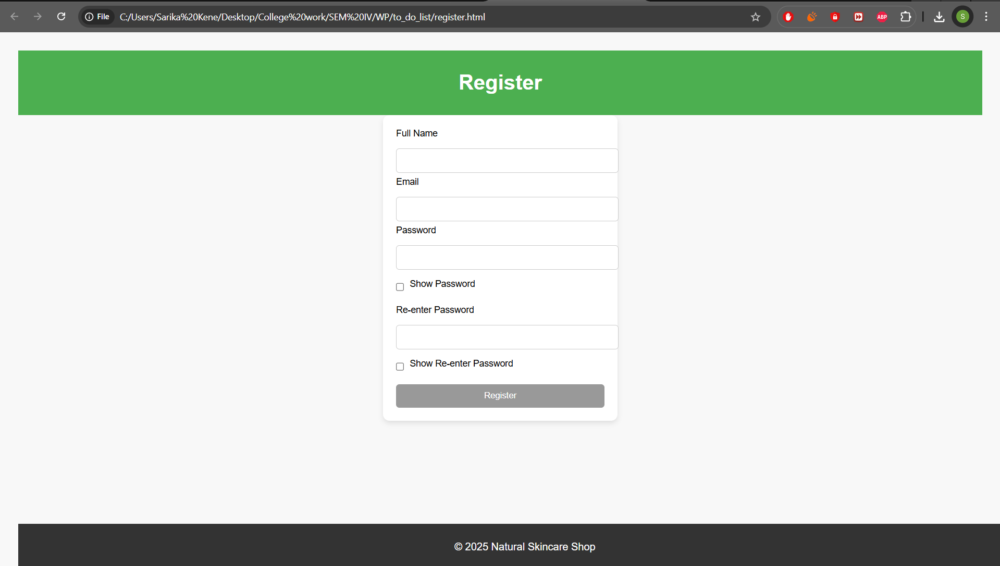 File C:/Users/Sarika%20Kene/Desktop/College%20work/SEM%20IV/WP/to_do_list/register.html ABP S
Register
Full Name
Email
Password
Show Password
Re-enter Password
Show Re-enter Password
Register
© 2025 Natural Skincare Shop